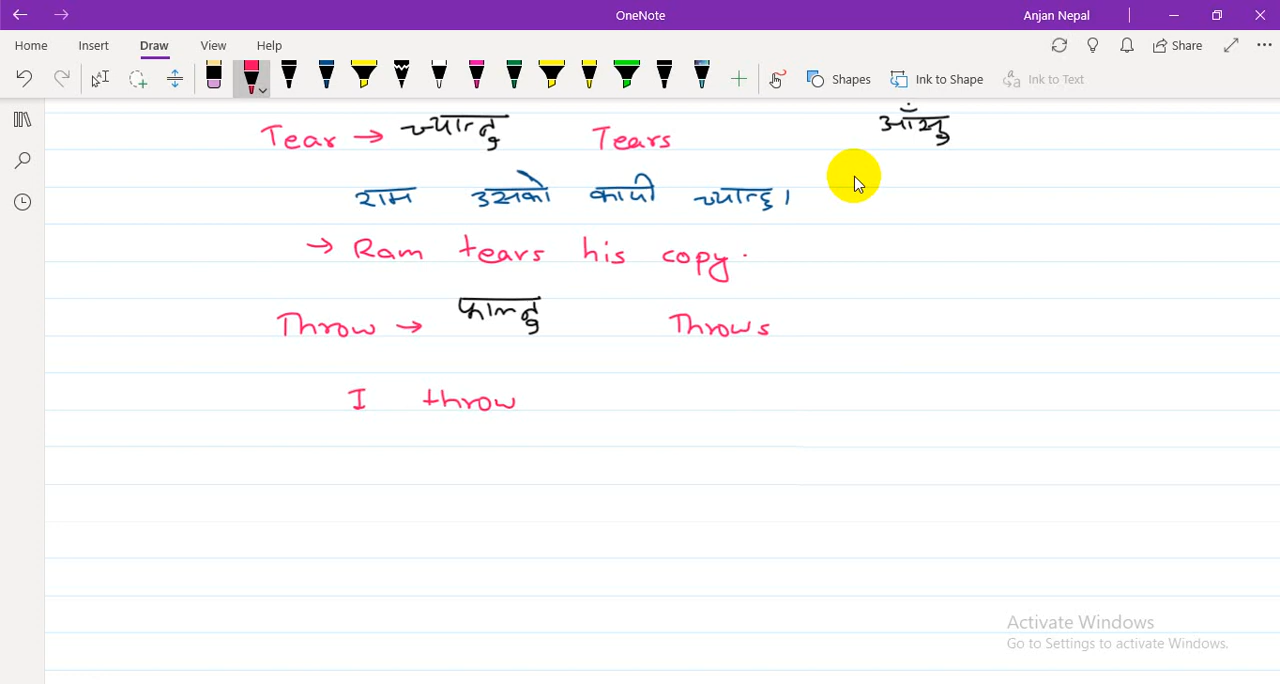 OneNote
Anjan Nepal
Home Insert Draw View Help
Share
Shapes Ink to Shape Ink to Text
Tear → च्यात्नु Tears आँसु
राम उसको कापी च्यात्छ।
→ Ram tears his copy.
Throw → फाल्नु Throws
I throw
Activate Windows
Go to Settings to activate Windows.